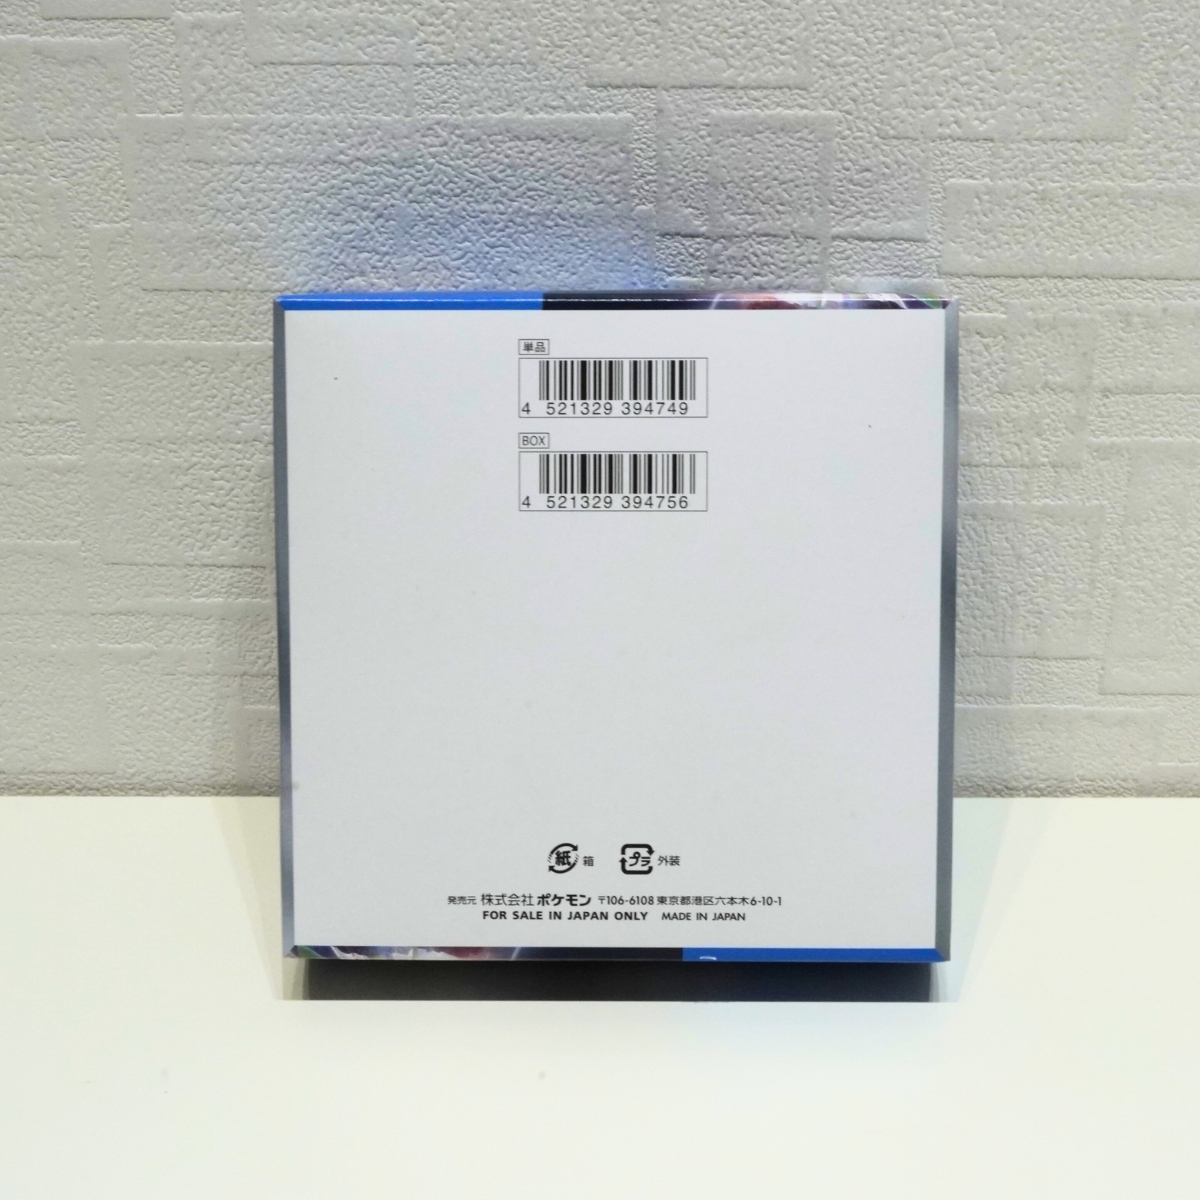 単品
4 521329 394749
BOX
4 521329 394756
紙 箱 プラ 外装
発売元 株式会社 ポケモン 〒106-6108 東京都港区六本木6-10-1
FOR SALE IN JAPAN ONLY MADE IN JAPAN